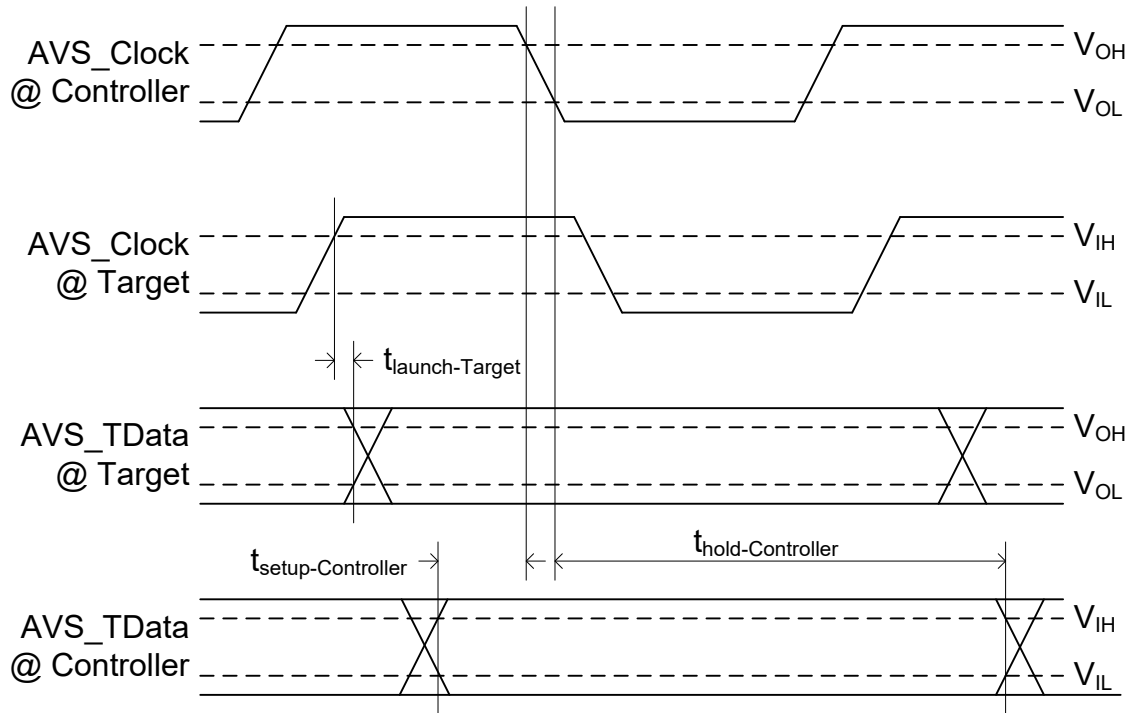 AVS_Clock
@ Controller
V_OH
V_OL
AVS_Clock
@ Target
V_IH
V_IL
t_launch-Target
AVS_TData
@ Target
V_OH
V_OL
t_setup-Controller
t_hold-Controller
AVS_TData
@ Controller
V_IH
V_IL